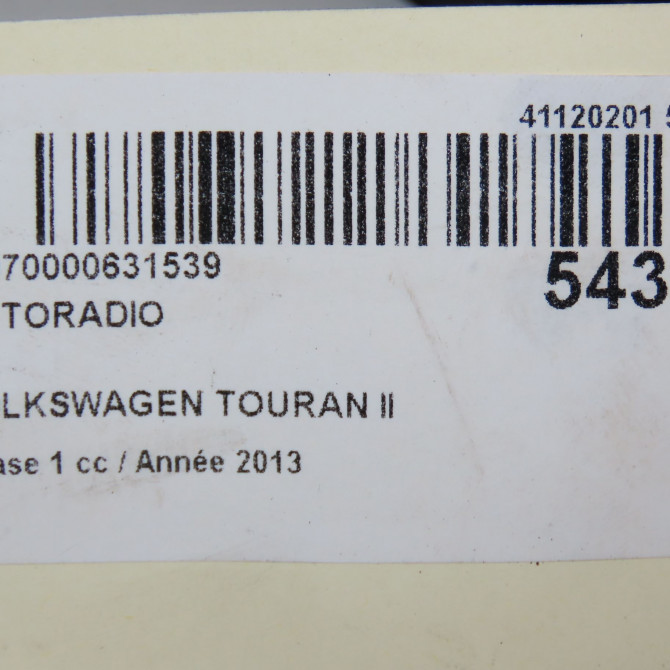 41120201 5
70000631539
543
TORADIO
LKSWAGEN TOURAN II
ase 1 cc / Année 2013